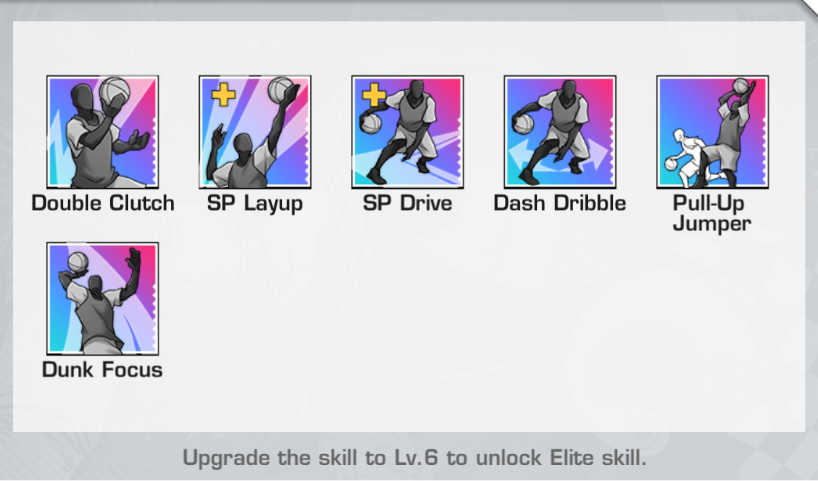 Double Clutch
SP Layup
SP Drive
Dash Dribble
Pull-Up
Jumper
Dunk Focus
Upgrade the skill to Lv.6 to unlock Elite skill.